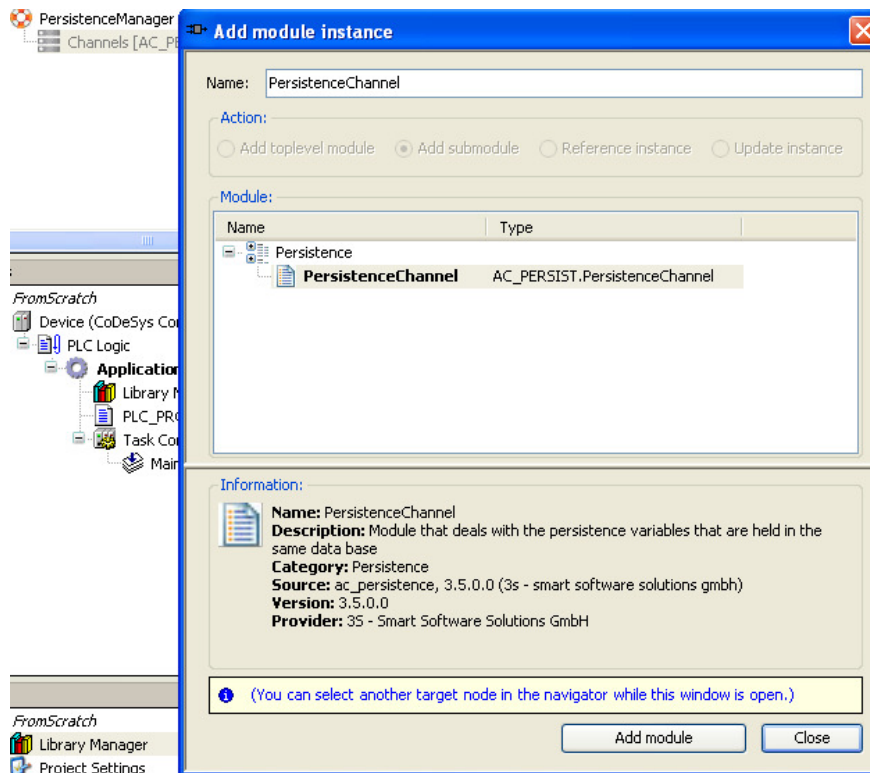 PersistenceManager
Channels [AC_PE
Add module instance
Name: PersistenceChannel
Action:
Add toplevel module Add submodule Reference instance Update instance
Module:
Name Type
Persistence
PersistenceChannel AC_PERSIST.PersistenceChannel
FromScratch
Device (CoDeSys Con
PLC Logic
Application
Library M
PLC_PRG
Task Con
Main
Information:
Name: PersistenceChannel
Description: Module that deals with the persistence variables that are held in the
same data base
Category: Persistence
Source: ac_persistence, 3.5.0.0 (3s - smart software solutions gmbh)
Version: 3.5.0.0
Provider: 3S - Smart Software Solutions GmbH
(You can select another target node in the navigator while this window is open.)
Add module Close
FromScratch
Library Manager
Project Settings